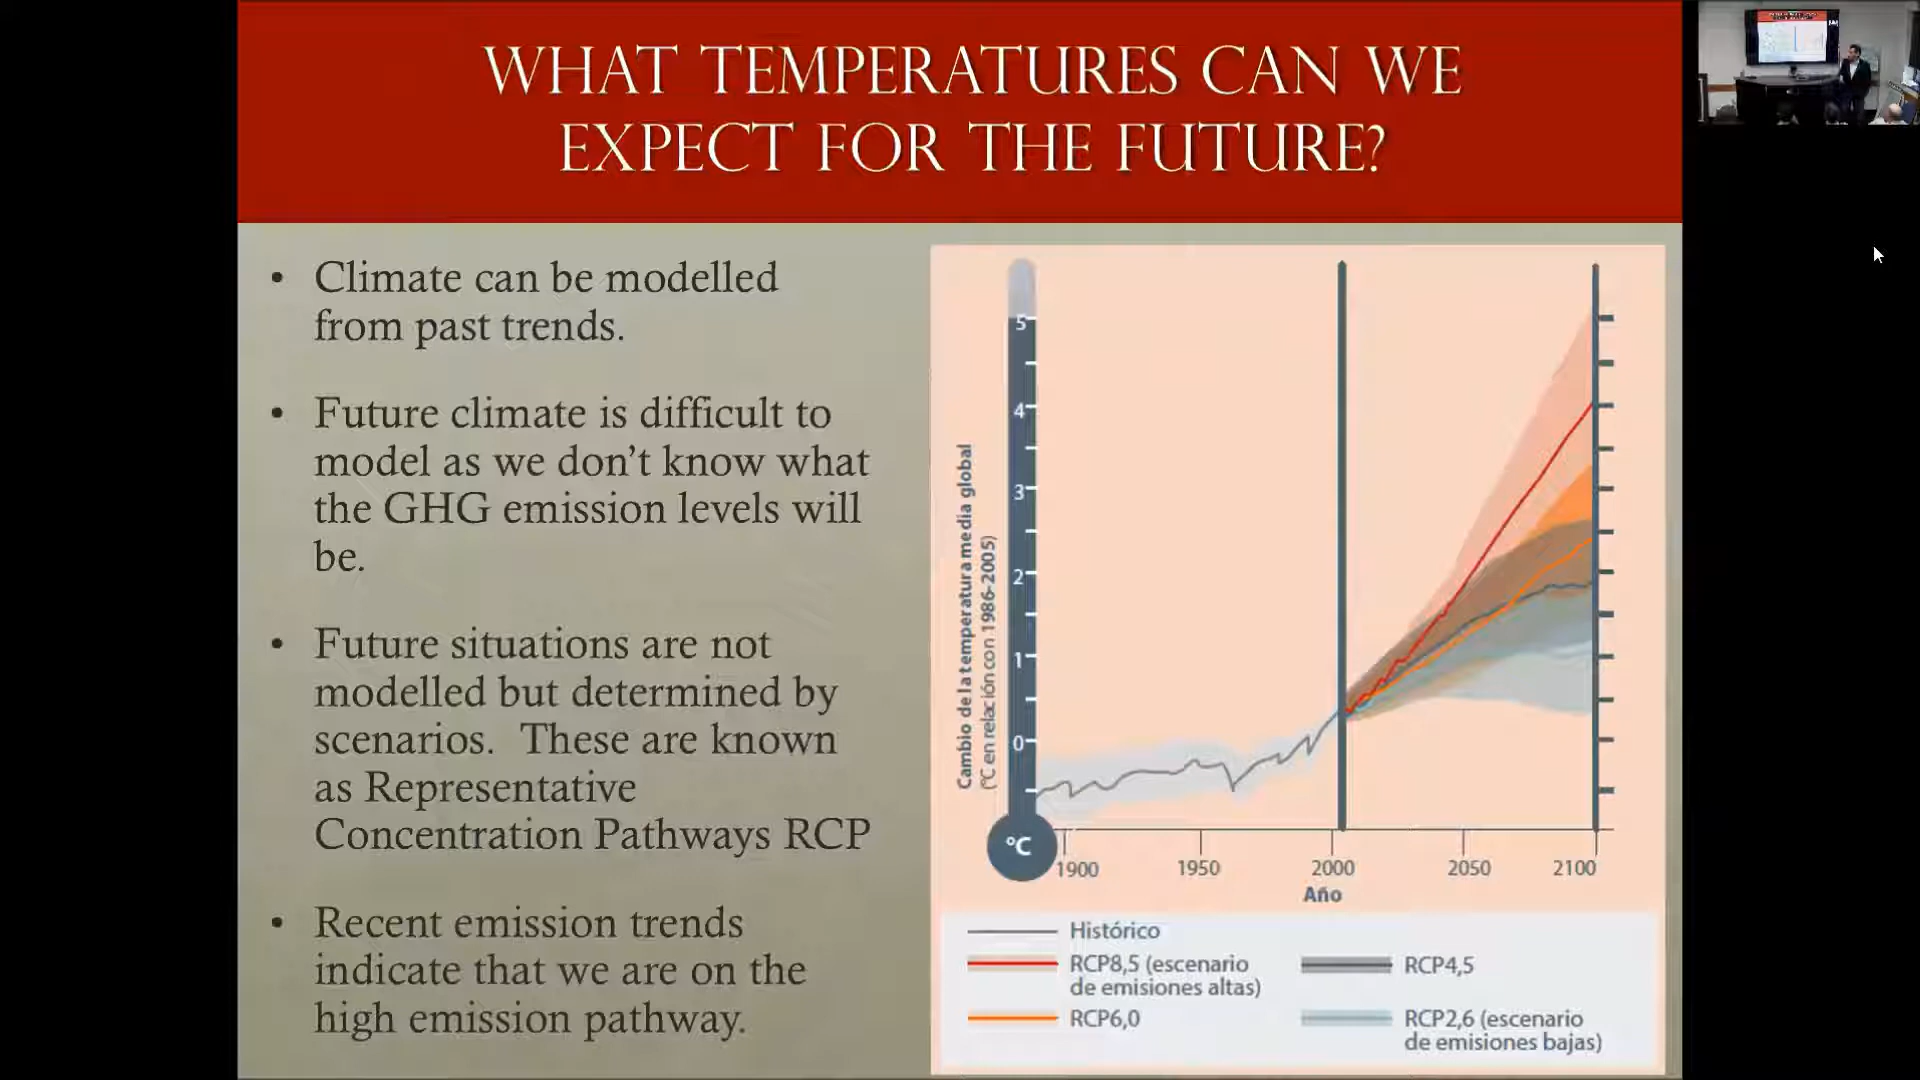 WHAT TEMPERATURES CAN WE
EXPECT FOR THE FUTURE?
• Climate can be modelled
from past trends.
• Future climate is difficult to
model as we don't know what
the GHG emission levels will
be.
• Future situations are not
modelled but determined by
scenarios. These are known
as Representative
Concentration Pathways RCP
• Recent emission trends
indicate that we are on the
high emission pathway.
Cambio de la temperatura media global
(°C en relación con 1986-2005)
5
4
3
2
1
0
°C
1900
1950
2000
2050
2100
Año
Histórico
RCP8,5 (escenario
de emisiones altas)
RCP4,5
RCP6,0
RCP2,6 (escenario
de emisiones bajas)